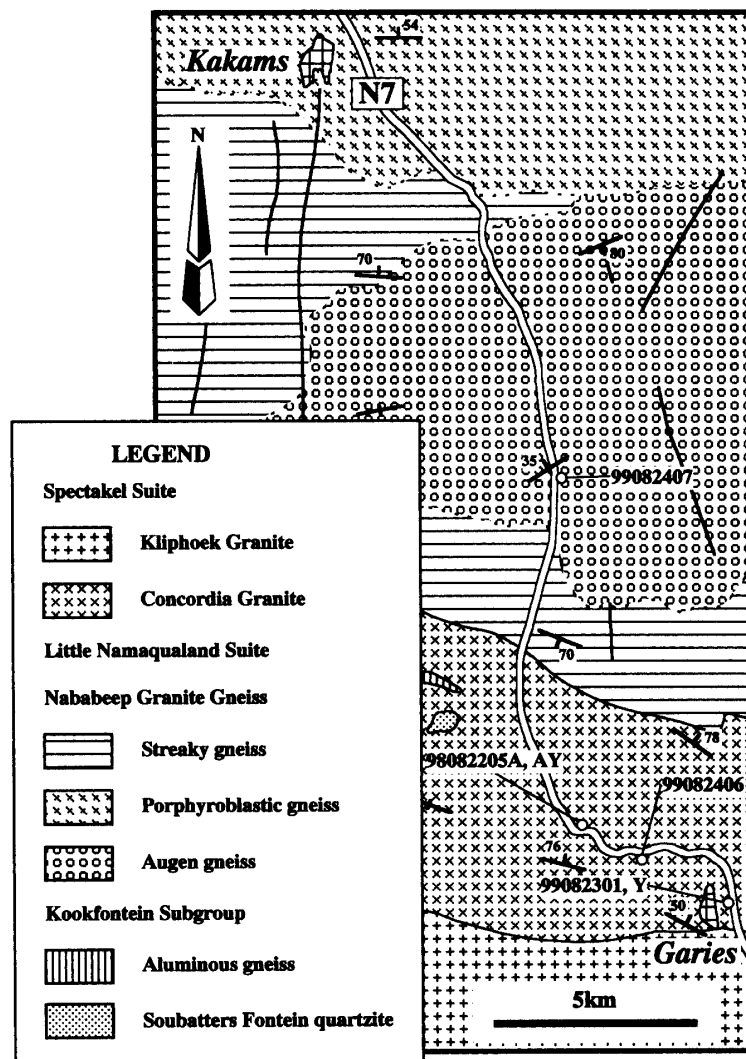 54
Kakams
N7
N
70
80
35
99082407
LEGEND
Spectakel Suite
Kliphoek Granite
Concordia Granite
Little Namaqualand Suite
Nababeep Granite Gneiss
Streaky gneiss
Porphyroblastic gneiss
Augen gneiss
Kookfontein Subgroup
Aluminous gneiss
Soubatters Fontein quartzite
70
78
98082205A, AY
99082406
76
99082301, Y
50
Garies
5km